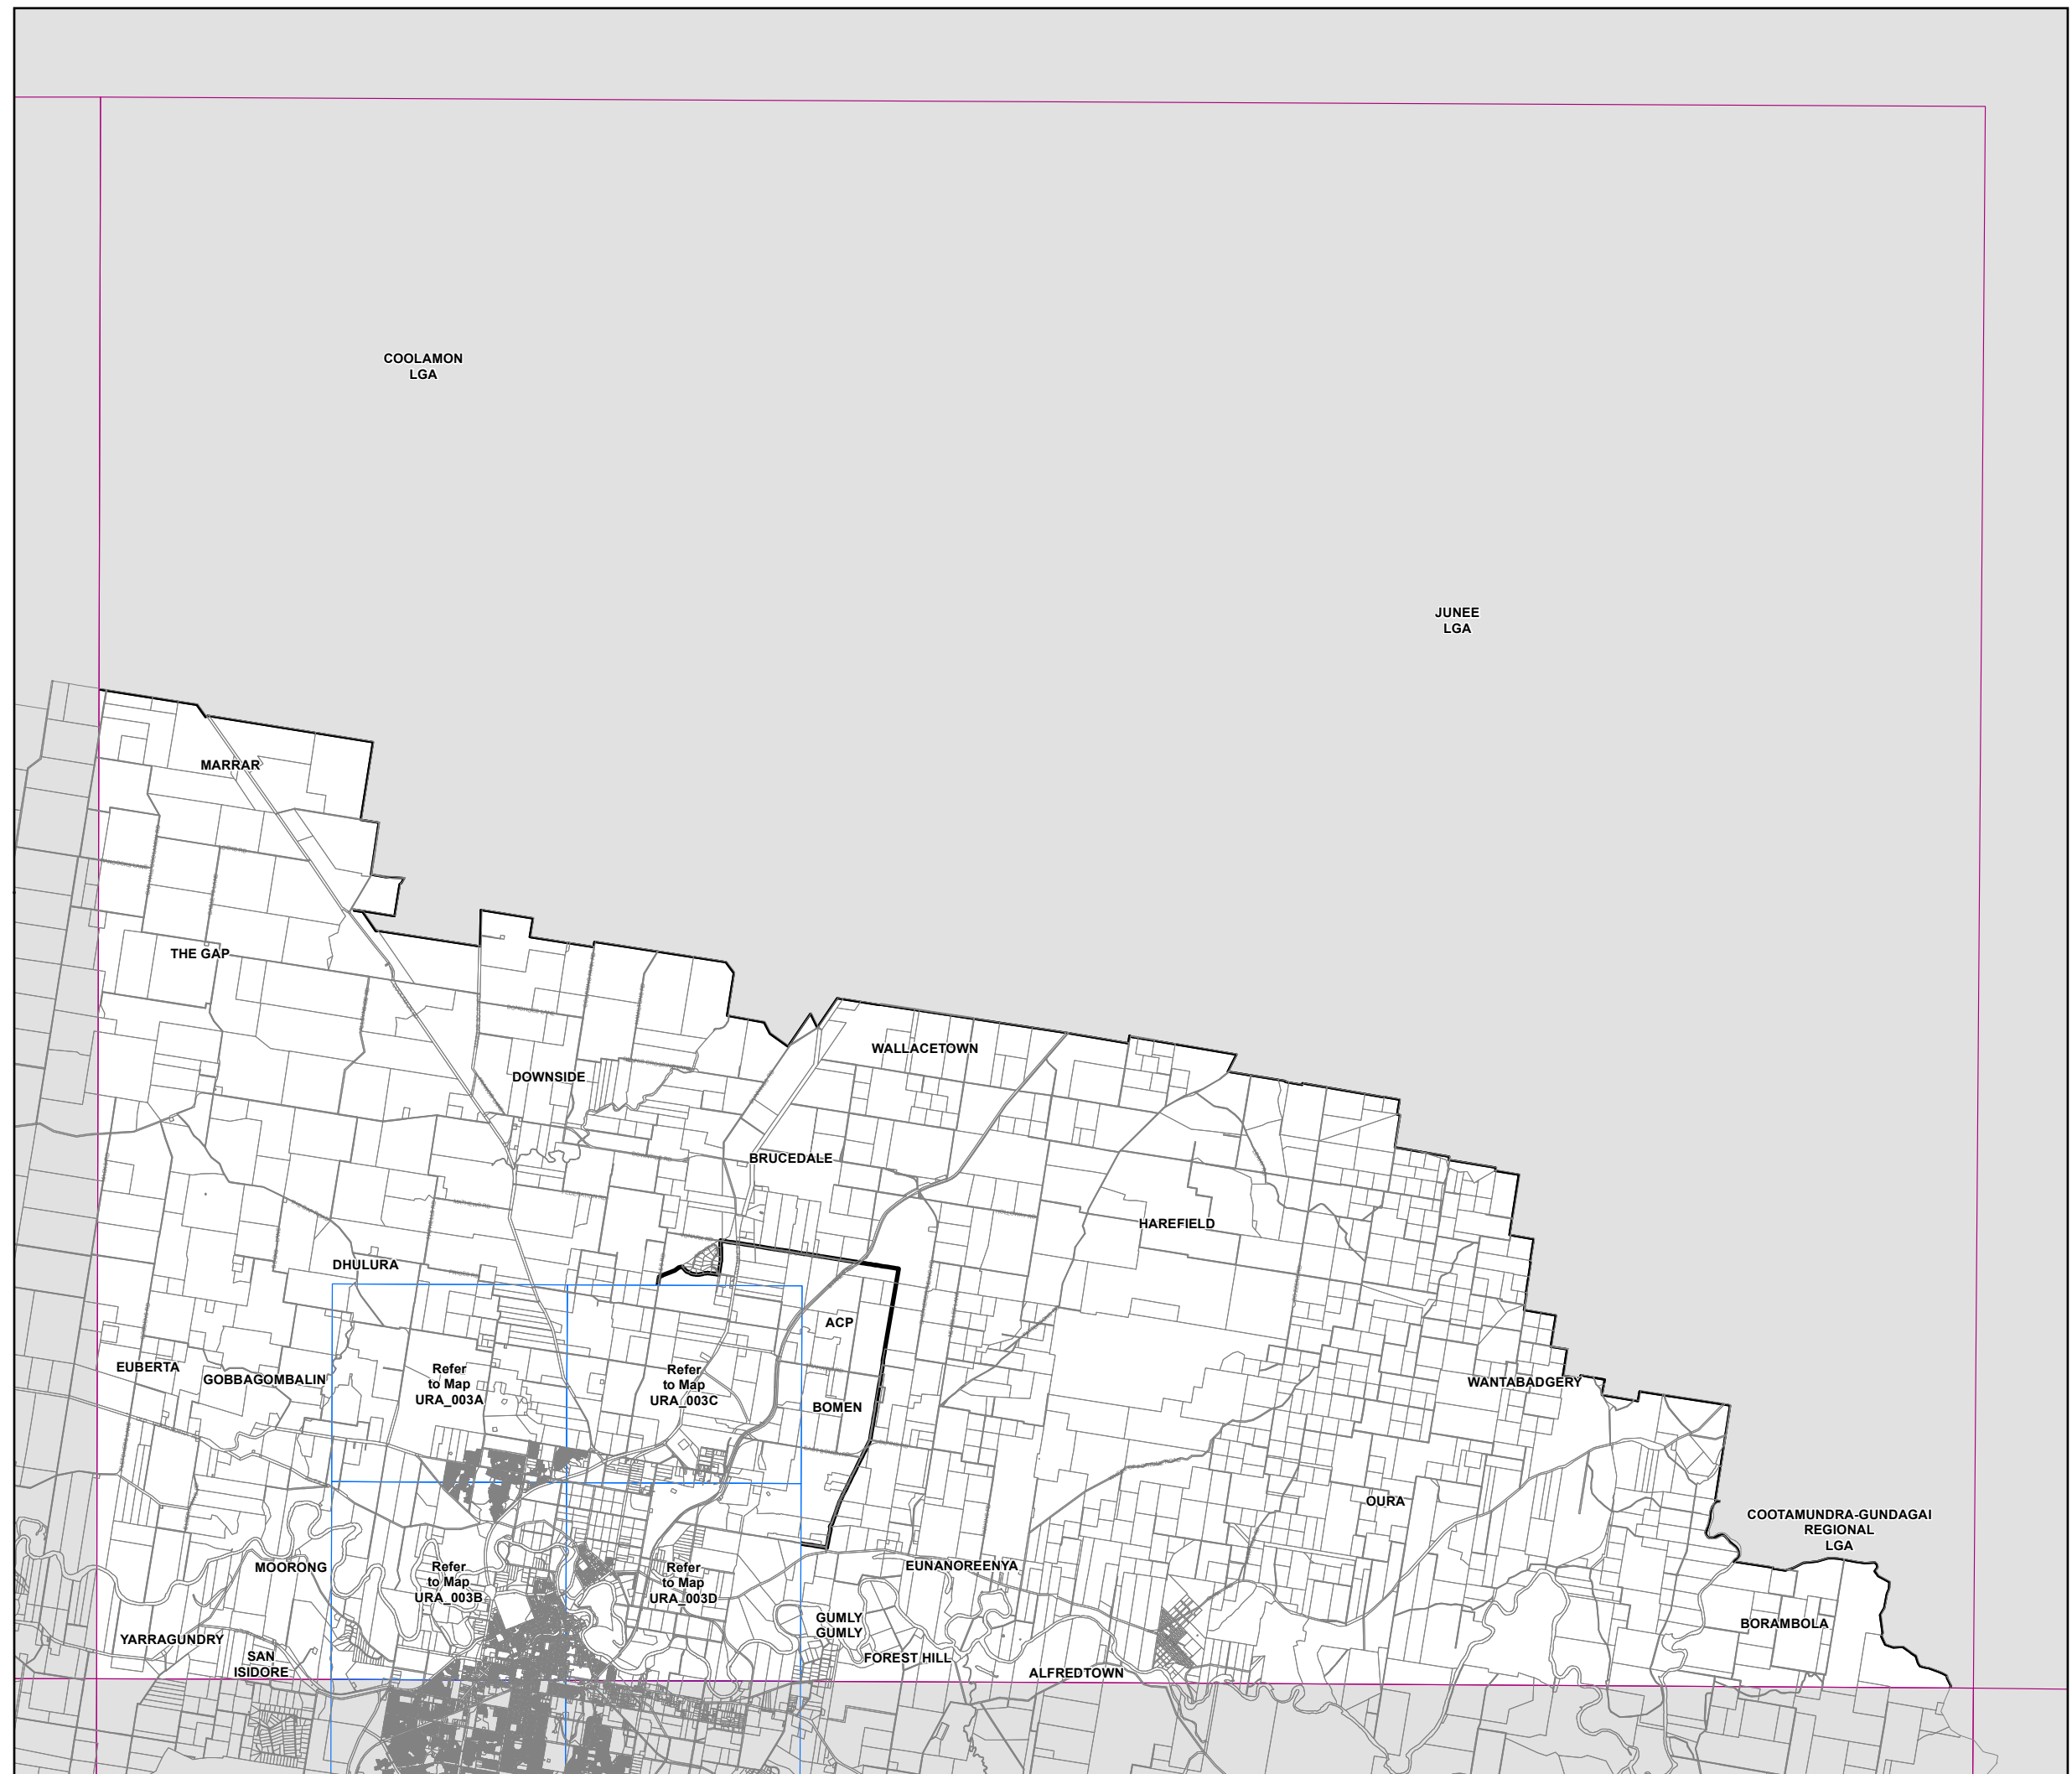 COOLAMON
LGA
JUNEE
LGA
MARRAR
THE GAP
WALLACETOWN
DOWNSIDE
BRUCEDALE
HAREFIELD
DHULURA
ACP
EUBERTA
GOBBAGOMBALIN
Refer
to Map
URA_003A
Refer
to Map
URA_003C
BOMEN
WANTABADGERY
OURA
COOTAMUNDRA-GUNDAGAI
REGIONAL
LGA
MOORONG
Refer
to Map
URA_003B
Refer
to Map
URA_003D
EUNANOREENYA
GUMLY
GUMLY
BORAMBOLA
YARRAGUNDRY
SAN
ISIDORE
FOREST HILL
ALFREDTOWN